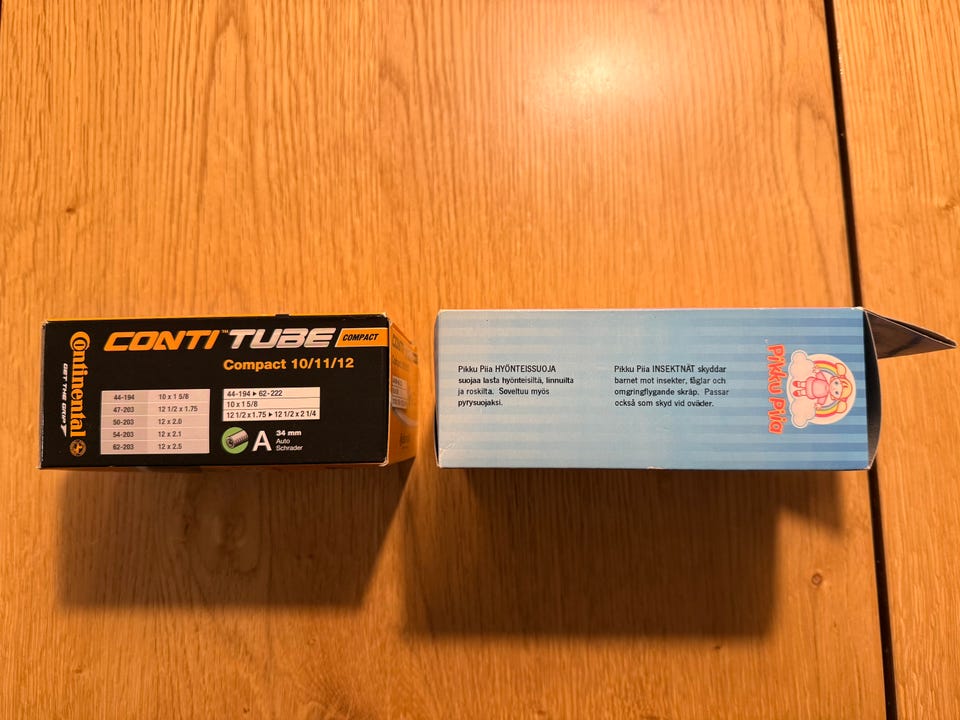 Continental
GET THE GRIP
CONTI™TUBE COMPACT
Compact 10/11/12
44-194 10 x 1 5/8
47-203 12 1/2 x 1.75
50-203 12 x 2.0
54-203 12 x 2.1
62-203 12 x 2.5
44-194 ▸ 62-222
10 x 1 5/8
12 1/2 x 1.75 ▸ 12 1/2 x 2 1/4
A 34 mm
Auto
Schrader
Pikku Piia HYÖNTEISSUOJA
suojaa lasta hyönteisiltä, linnuilta
ja roskilta. Soveltuu myös
pytysuojaksi.
Pikku Piia INSEKTNÄT skyddar
barnet mot insekter, fåglar och
omgringflygande skräp. Passar
också som skyd vid oväder.
Pikku Piia